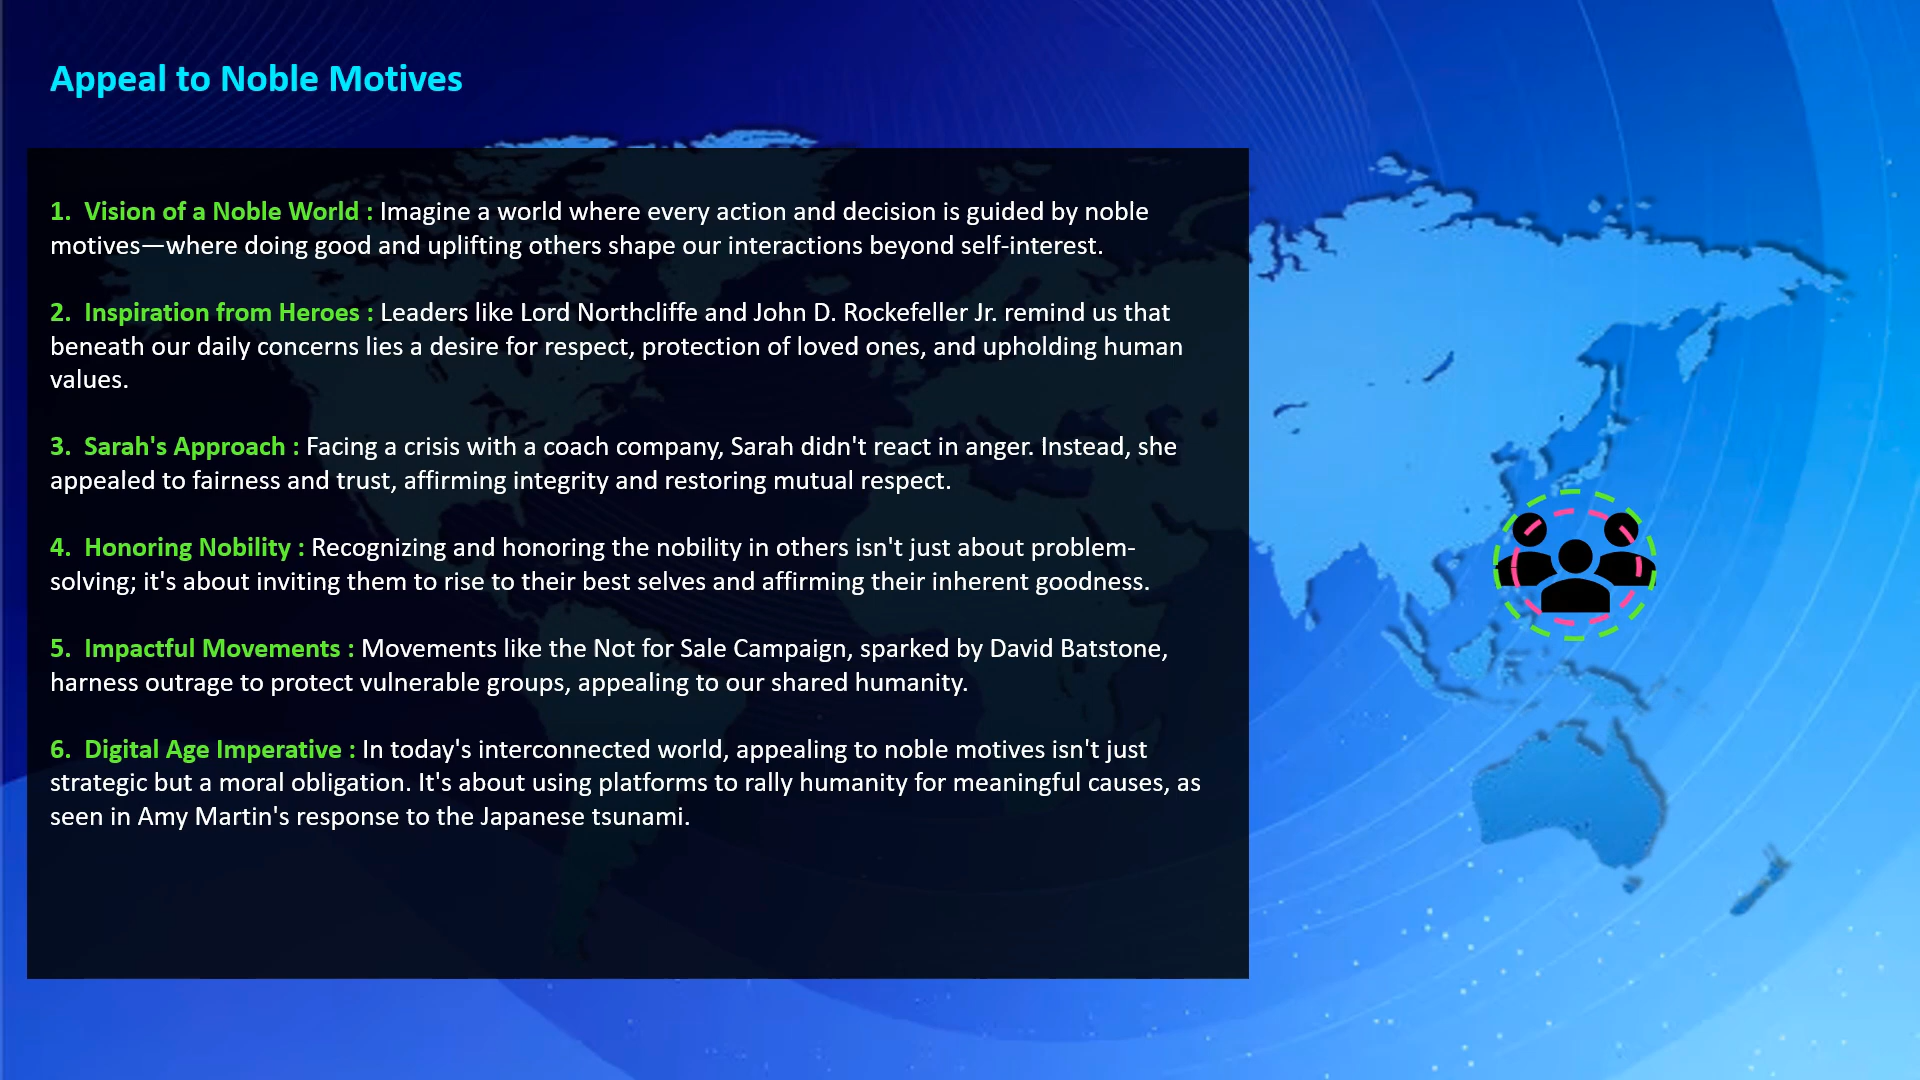 Appeal to Noble Motives
1. Vision of a Noble World : Imagine a world where every action and decision is guided by noble
motives—where doing good and uplifting others shape our interactions beyond self-interest.
2. Inspiration from Heroes : Leaders like Lord Northcliffe and John D. Rockefeller Jr. remind us that
beneath our daily concerns lies a desire for respect, protection of loved ones, and upholding human
values.
3. Sarah's Approach : Facing a crisis with a coach company, Sarah didn't react in anger. Instead, she
appealed to fairness and trust, affirming integrity and restoring mutual respect.
4. Honoring Nobility : Recognizing and honoring the nobility in others isn't just about problem-
solving; it's about inviting them to rise to their best selves and affirming their inherent goodness.
5. Impactful Movements : Movements like the Not for Sale Campaign, sparked by David Batstone,
harness outrage to protect vulnerable groups, appealing to our shared humanity.
6. Digital Age Imperative : In today's interconnected world, appealing to noble motives isn't just
strategic but a moral obligation. It's about using platforms to rally humanity for meaningful causes, as
seen in Amy Martin's response to the Japanese tsunami.